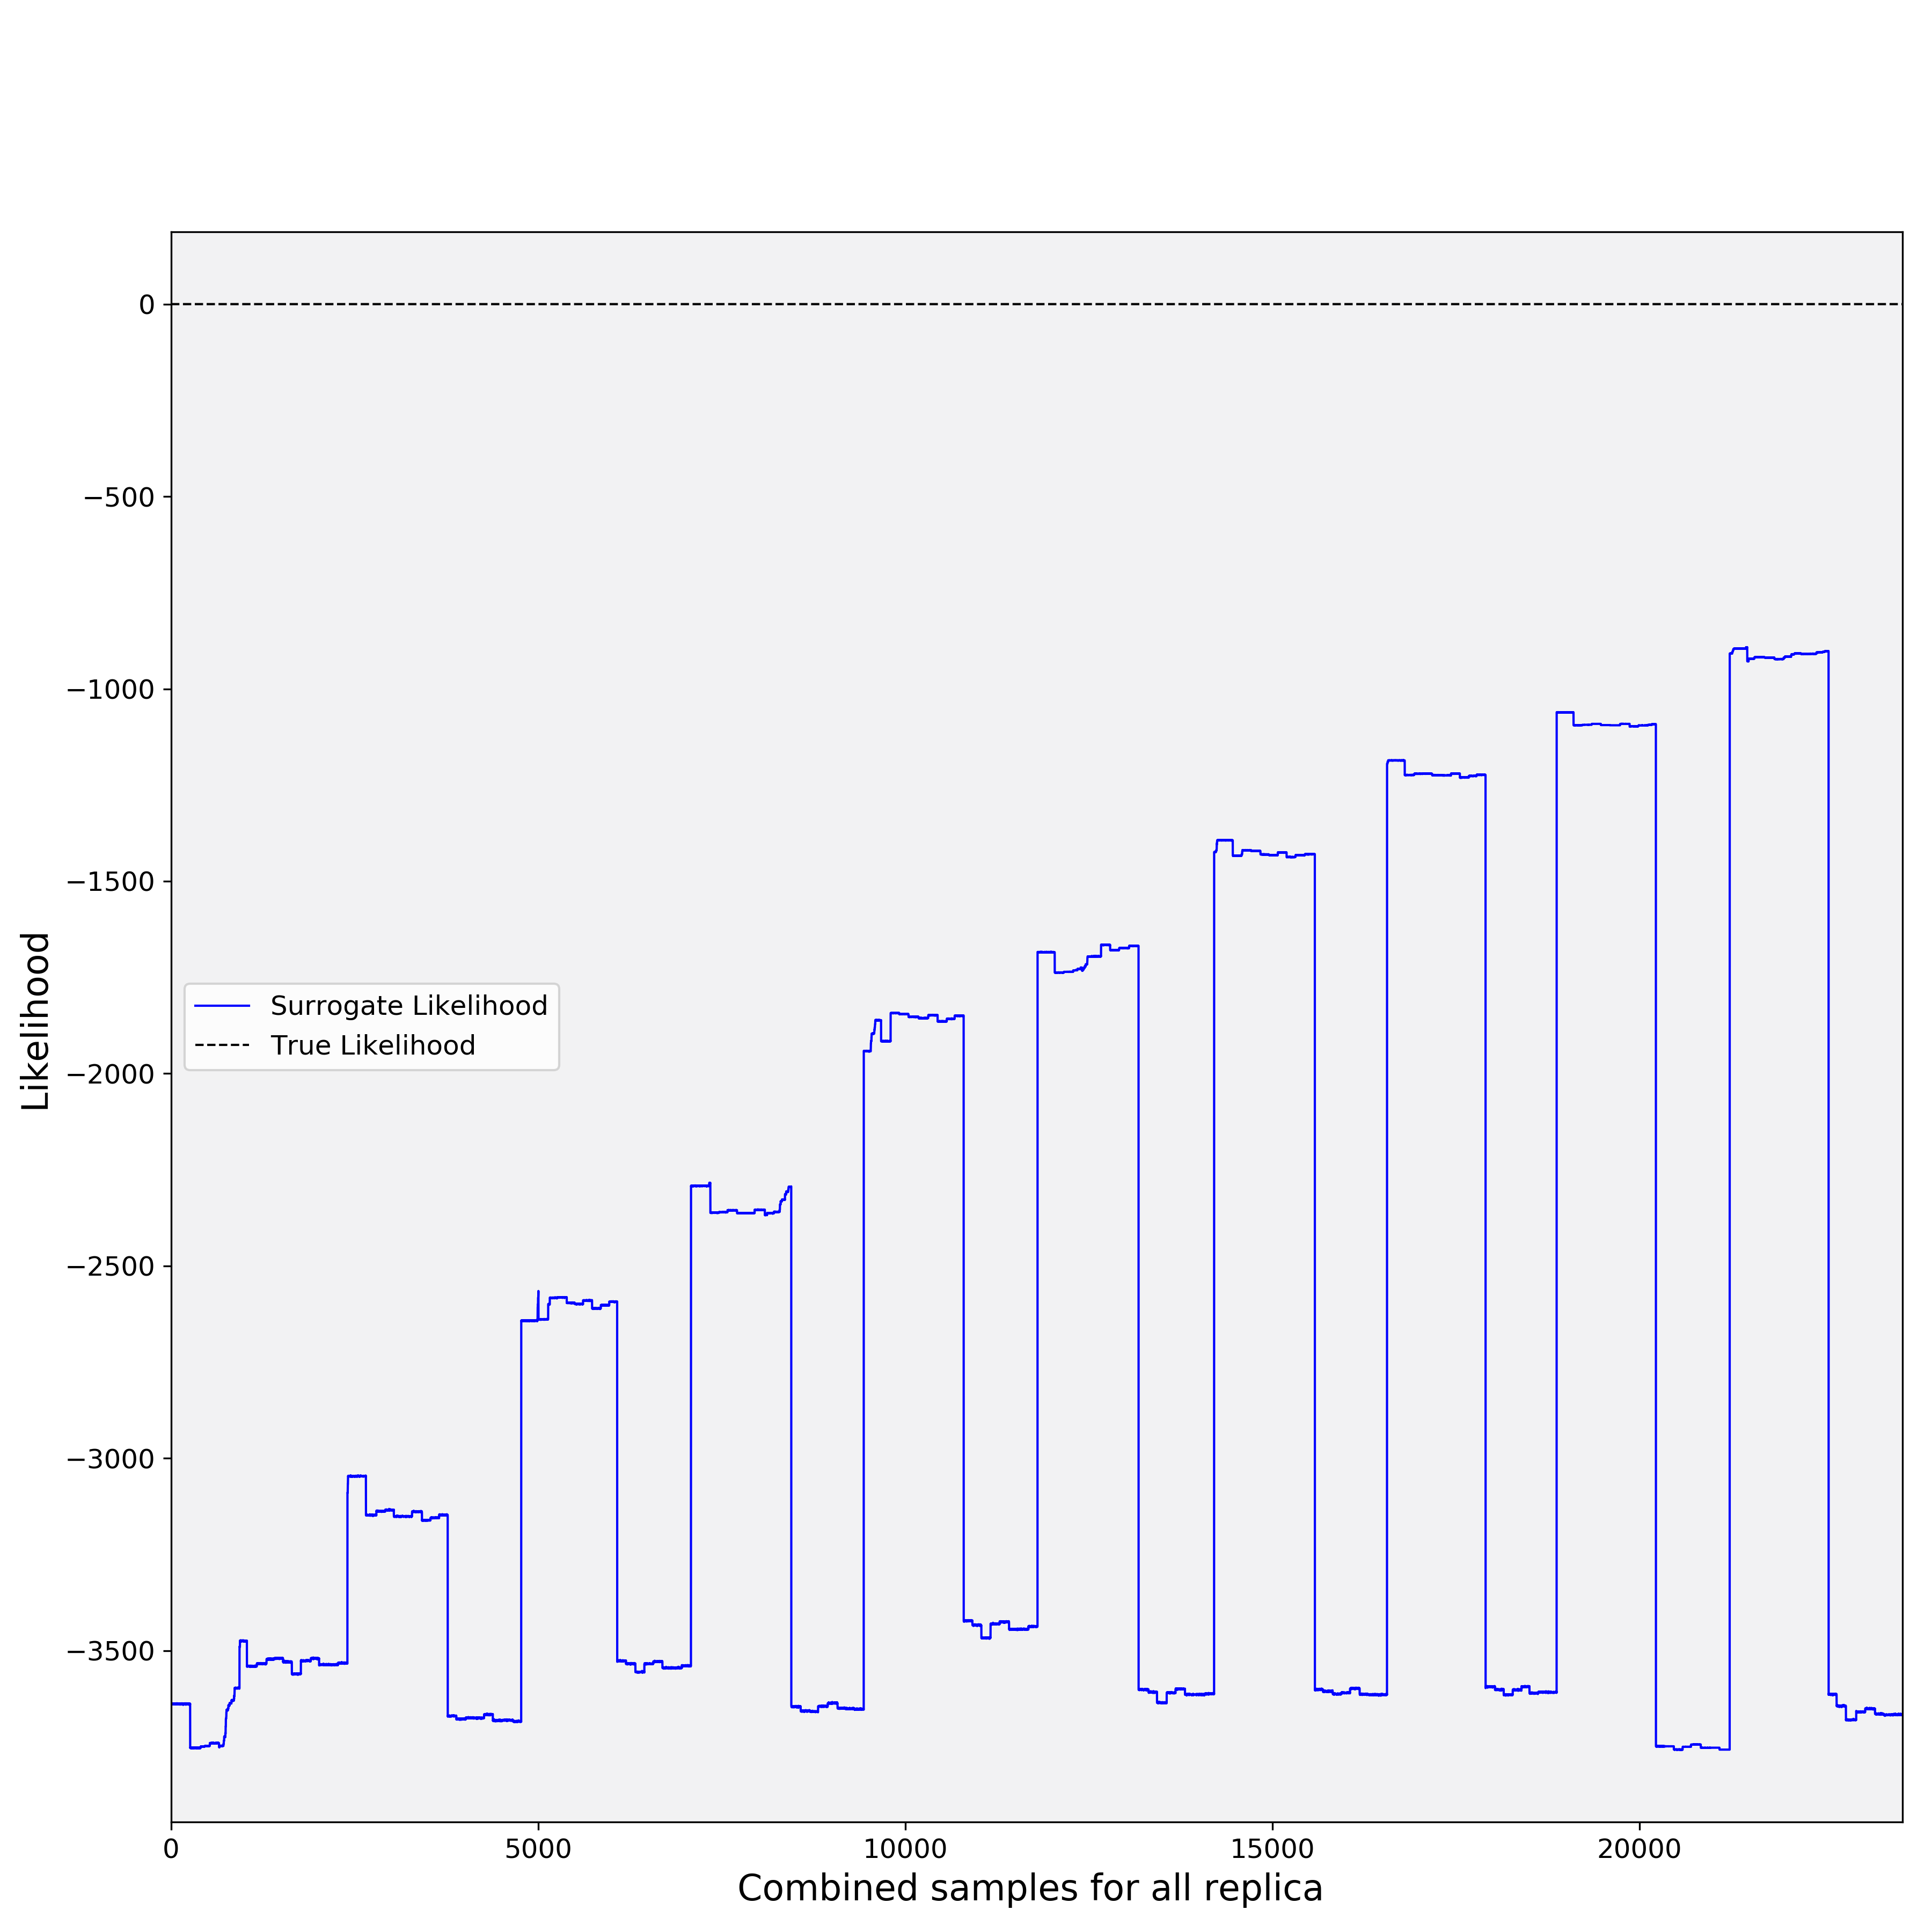 0
−500
−1000
−1500
−2000
−2500
−3000
−3500
Likelihood
Surrogate Likelihood
True Likelihood
0 5000 10000 15000 20000
Combined samples for all replica